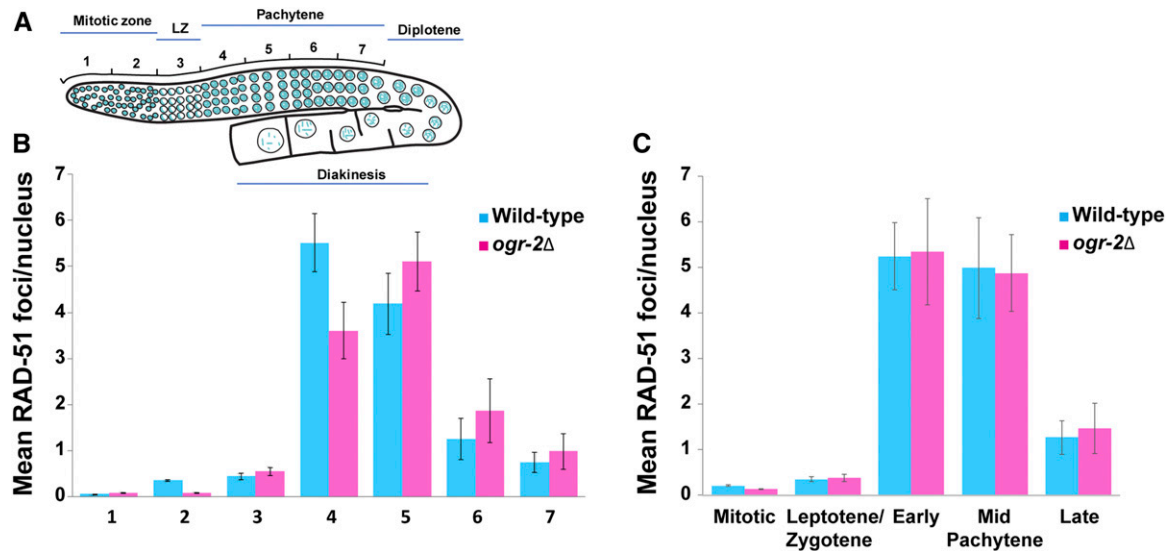 A
Mitotic zone LZ Pachytene Diplotene
1 2 3 4 5 6 7
Diakinesis
B
Mean RAD-51 foci/nucleus
7
6
5
4
3
2
1
0
Wild-type
ogr-2Δ
1 2 3 4 5 6 7
C
Mean RAD-51 foci/nucleus
7
6
5
4
3
2
1
0
Wild-type
ogr-2Δ
Mitotic Leptotene/ Early Mid Late
Zygotene Pachytene